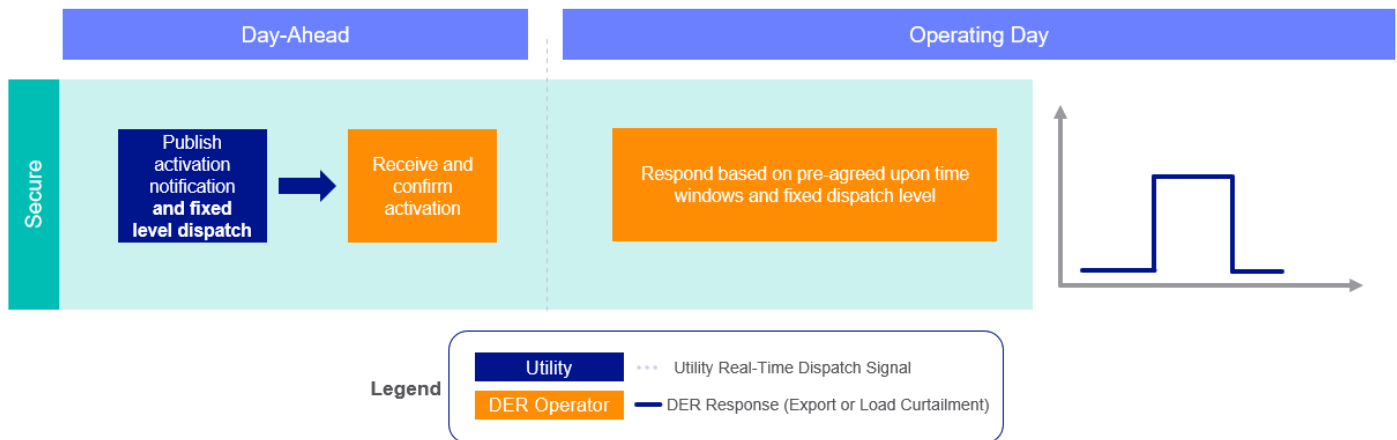 Day-Ahead
Operating Day
Secure
Publish
activation
notification
and fixed
level dispatch
Receive and
confirm
activation
Respond based on pre-agreed upon time
windows and fixed dispatch level
Legend
Utility
Utility Real-Time Dispatch Signal
DER Operator
DER Response (Export or Load Curtailment)